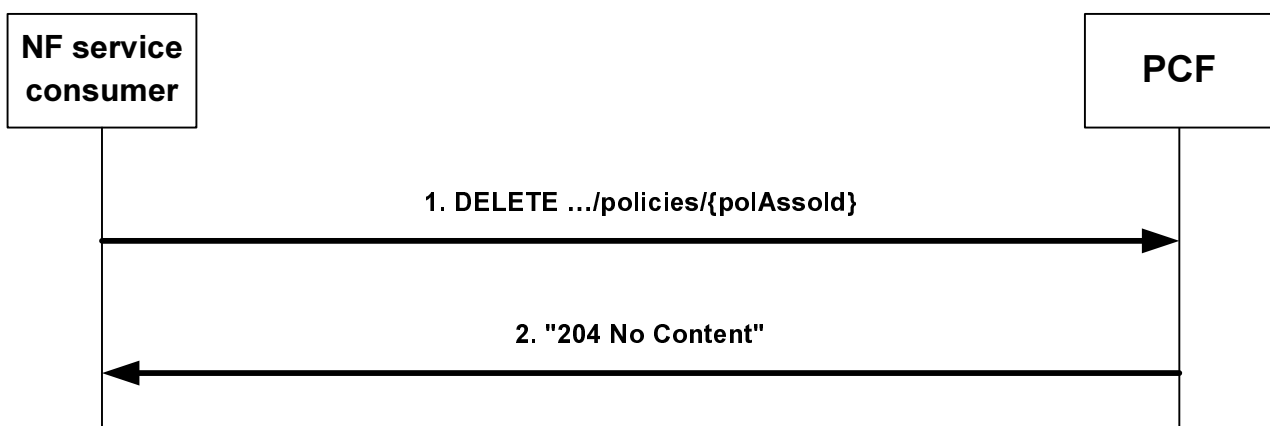 NF service
consumer
PCF
1. DELETE …/policies/{polAssoId}
2. "204 No Content"